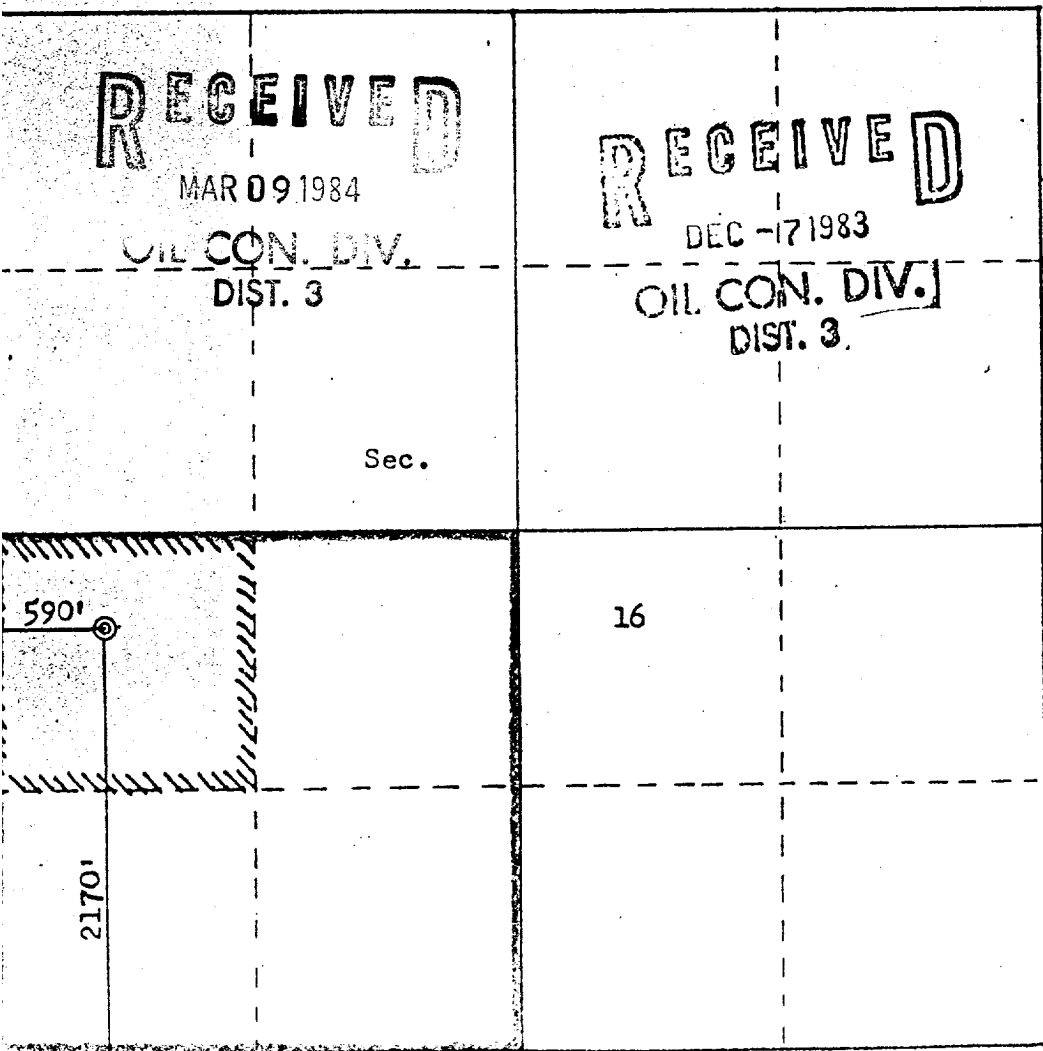 RECEIVED
MAR 09 1984
OIL CON. DIV.
DIST. 3
RECEIVED
DEC -17 1983
OIL CON. DIV.
DIST. 3
Sec.
590'
16
2170'